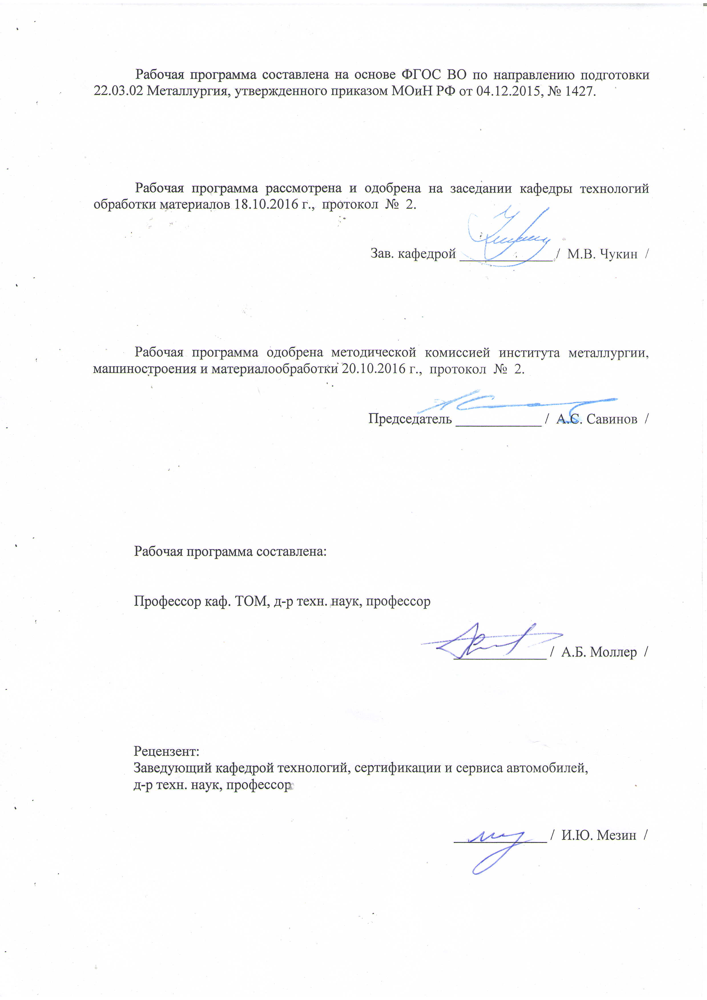 Рабочая программа составлена на основе ФГОС ВО по направлению подготовки
22.03.02 Металлургия, утвержденного приказом МОиН РФ от 04.12.2015, № 1427.
Рабочая программа рассмотрена и одобрена на заседании кафедры технологий
обработки материалов 18.10.2016 г., протокол № 2.
Зав. кафедрой _____________ / М.В. Чукин /
Рабочая программа одобрена методической комиссией института металлургии,
машиностроения и материалообработки 20.10.2016 г., протокол № 2.
Председатель ____________ / А.С. Савинов /
Рабочая программа составлена:
Профессор каф. ТОМ, д-р техн. наук, профессор
_____________ / А.Б. Моллер /
Рецензент:
Заведующий кафедрой технологий, сертификации и сервиса автомобилей,
д-р техн. наук, профессор
_____________ / И.Ю. Мезин /